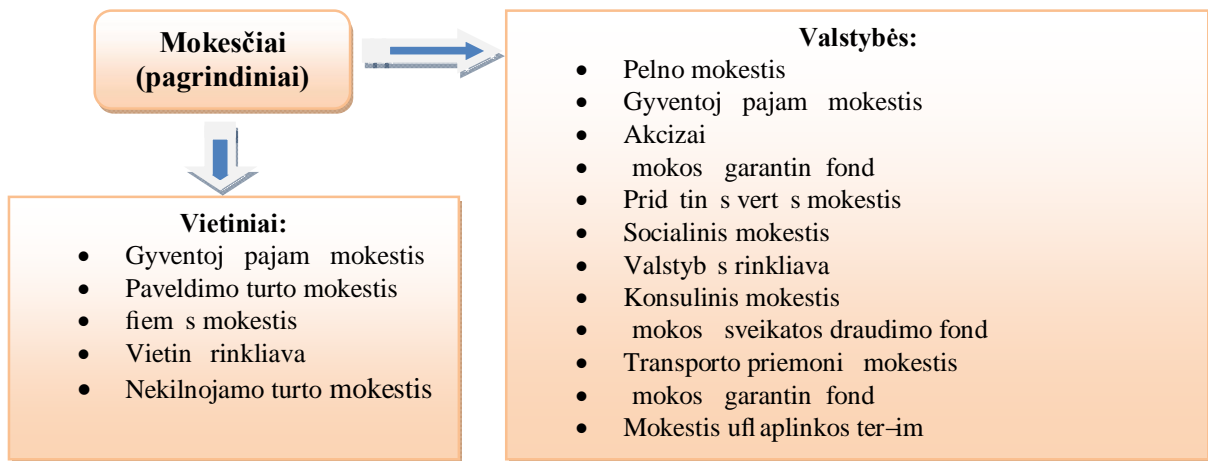 Mokesčiai
(pagrindiniai)
Valstybės:
• Pelno mokestis
• Gyventoj pajam mokestis
• Akcizai
• mokos garantin fond
• Prid tin s vert s mokestis
• Socialinis mokestis
• Valstyb s rinkliava
• Konsulinis mokestis
• mokos sveikatos draudimo fond
• Transporto priemoni mokestis
• mokos garantin fond
• Mokestis ufl aplinkos ter–im
Vietiniai:
• Gyventoj pajam mokestis
• Paveldimo turto mokestis
• fiem s mokestis
• Vietin rinkliava
• Nekilnojamo turto mokestis